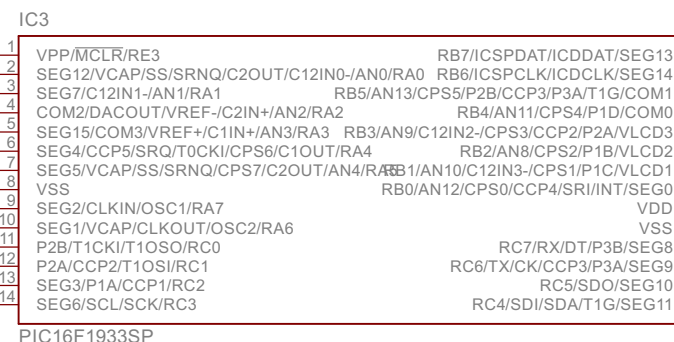 IC3
1 VPP/MCLR/RE3 RB7/ICSPDAT/ICDDAT/SEG13
2 SEG12/VCAP/SS/SRNQ/C2OUT/C12IN0-/AN0/RA0 RB6/ICSPCLK/ICDCLK/SEG14
3 SEG7/C12IN1-/AN1/RA1 RB5/AN13/CPS5/P2B/CCP3/P3A/T1G/COM1
4 COM2/DACOUT/VREF-/C2IN+/AN2/RA2 RB4/AN11/CPS4/P1D/COM0
5 SEG15/COM3/VREF+/C1IN+/AN3/RA3 RB3/AN9/C12IN2-/CPS3/CCP2/P2A/VLCD3
6 SEG4/CCP5/SRQ/T0CKI/CPS6/C1OUT/RA4 RB2/AN8/CPS2/P1B/VLCD2
7 SEG5/VCAP/SS/SRNQ/CPS7/C2OUT/AN4/RA5 RB1/AN10/C12IN3-/CPS1/P1C/VLCD1
8 VSS RB0/AN12/CPS0/CCP4/SRI/INT/SEG0
9 SEG2/CLKIN/OSC1/RA7 VDD
10 SEG1/VCAP/CLKOUT/OSC2/RA6 VSS
11 P2B/T1CKI/T1OSO/RC0 RC7/RX/DT/P3B/SEG8
12 P2A/CCP2/T1OSI/RC1 RC6/TX/CK/CCP3/P3A/SEG9
13 SEG3/P1A/CCP1/RC2 RC5/SDO/SEG10
14 SEG6/SCL/SCK/RC3 RC4/SDI/SDA/T1G/SEG11
PIC16F1933SP